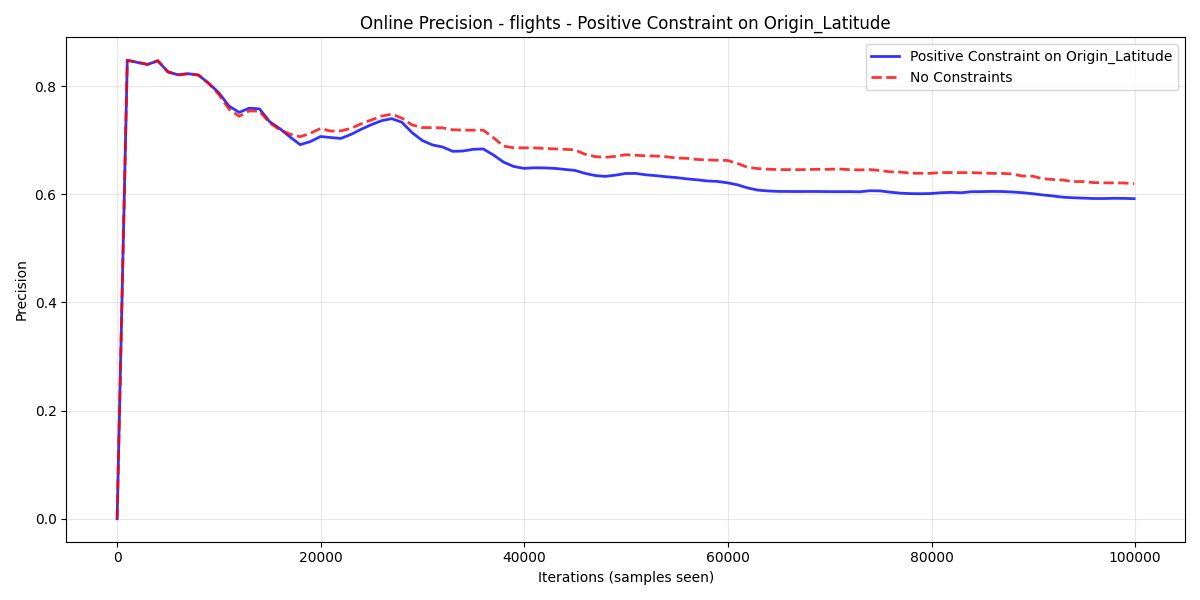 Online Precision - flights - Positive Constraint on Origin_Latitude
Positive Constraint on Origin_Latitude
No Constraints
Precision
0.8
0.6
0.4
0.2
0.0
0
20000
40000
60000
80000
100000
Iterations (samples seen)